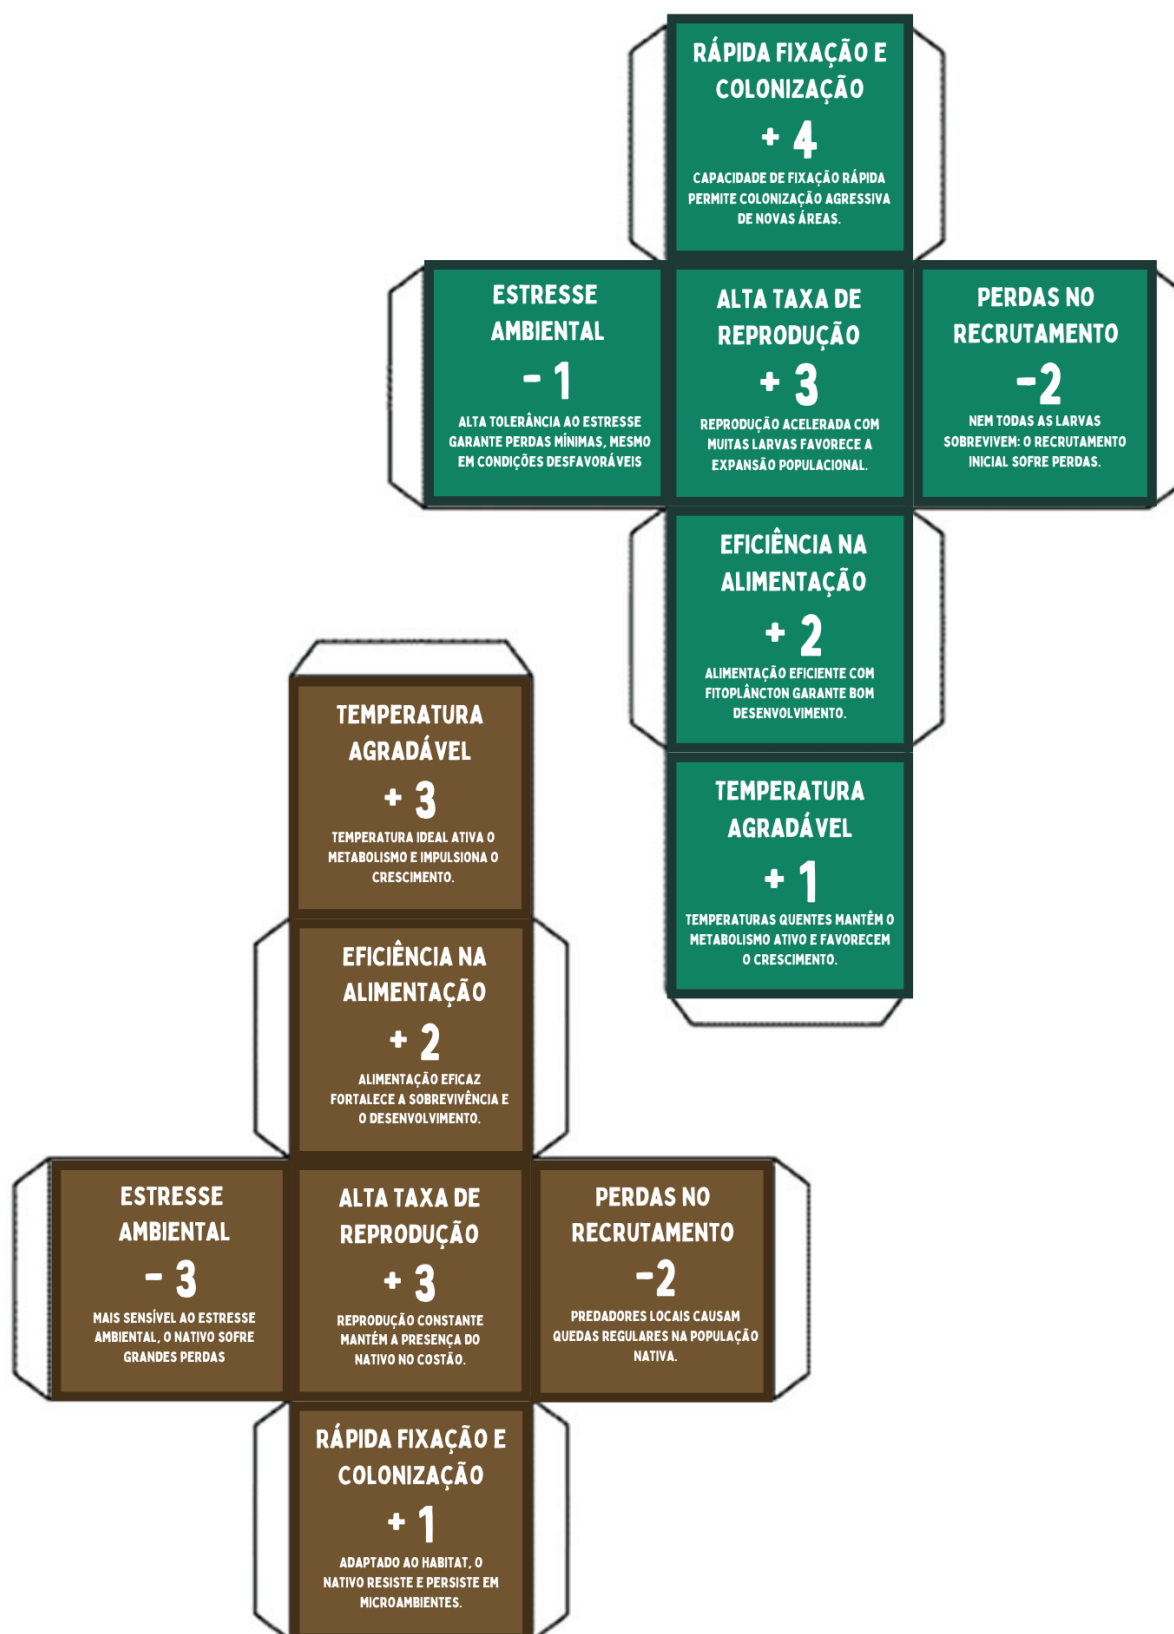 RÁPIDA FIXAÇÃO E
COLONIZAÇÃO
+ 4
CAPACIDADE DE FIXAÇÃO RÁPIDA
PERMITE COLONIZAÇÃO AGRESSIVA
DE NOVAS ÁREAS.
ESTRESSE
AMBIENTAL
- 1
ALTA TOLERÂNCIA AO ESTRESSE
GARANTE PERDAS MÍNIMAS, MESMO
EM CONDIÇÕES DESFAVORÁVEIS
ALTA TAXA DE
REPRODUÇÃO
+ 3
REPRODUÇÃO ACELERADA COM
MUITAS LARVAS FAVORECE A
EXPANSÃO POPULACIONAL.
PERDAS NO
RECRUTAMENTO
-2
NEM TODAS AS LARVAS
SOBREVIVEM: O RECRUTAMENTO
INICIAL SOFRE PERDAS.
EFICIÊNCIA NA
ALIMENTAÇÃO
+ 2
ALIMENTAÇÃO EFICIENTE COM
FITOPLÂNCTON GARANTE BOM
DESENVOLVIMENTO.
TEMPERATURA
AGRADÁVEL
+ 1
TEMPERATURAS QUENTES MANTÊM O
METABOLISMO ATIVO E FAVORECEM
O CRESCIMENTO.
TEMPERATURA
AGRADÁVEL
+ 3
TEMPERATURA IDEAL ATIVA O
METABOLISMO E IMPULSIONA O
CRESCIMENTO.
EFICIÊNCIA NA
ALIMENTAÇÃO
+ 2
ALIMENTAÇÃO EFICAZ
FORTALECE A SOBREVIVÊNCIA E
O DESENVOLVIMENTO.
ESTRESSE
AMBIENTAL
- 3
MAIS SENSÍVEL AO ESTRESSE
AMBIENTAL, O NATIVO SOFRE
GRANDES PERDAS
ALTA TAXA DE
REPRODUÇÃO
+ 3
REPRODUÇÃO CONSTANTE
MANTÉM A PRESENÇA DO
NATIVO NO COSTÃO.
PERDAS NO
RECRUTAMENTO
-2
PREDADORES LOCAIS CAUSAM
QUEDAS REGULARES NA POPULAÇÃO
NATIVA.
RÁPIDA FIXAÇÃO E
COLONIZAÇÃO
+ 1
ADAPTADO AO HABITAT, O
NATIVO RESISTE E PERSISTE EM
MICROAMBIENTES.